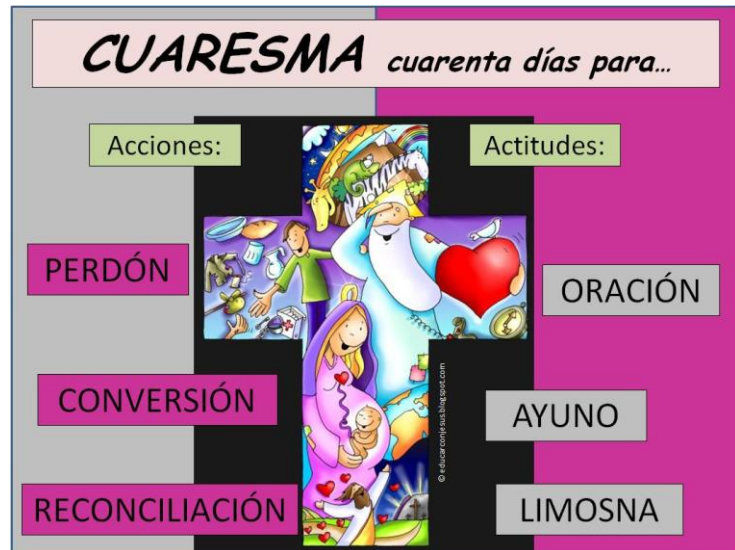 CUARESMA cuarenta días para...
Acciones:
Actitudes:
PERDÓN
ORACIÓN
CONVERSIÓN
AYUNO
RECONCILIACIÓN
LIMOSNA
© educarconjesus.blogspot.com